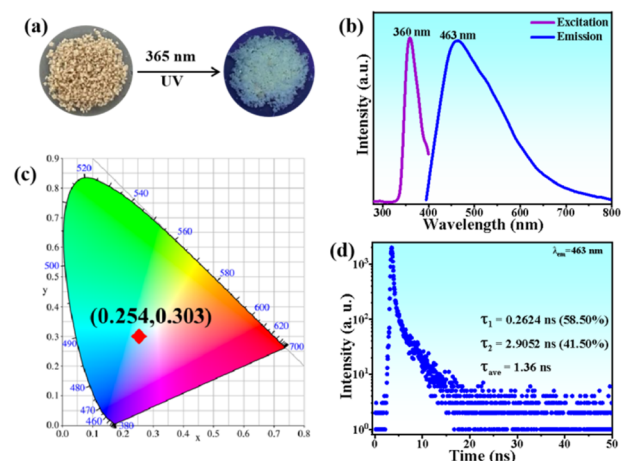 (a)
365 nm
UV
(b)
360 nm
463 nm
Excitation
Emission
Intensity (a.u.)
300 400 500 600 700 800
Wavelength (nm)
(c)
0.9
0.8
0.7
0.6
0.5
0.4
0.3
0.2
0.1
0.0
y
520
540
560
500
580
490
600
620
700
480
470
460
380
(0.254,0.303)
0.0 0.1 0.2 0.3 0.4 0.5 0.6 0.7 0.8
x
(d)
λem=463 nm
τ1 = 0.2624 ns (58.50%)
τ2 = 2.9052 ns (41.50%)
τave = 1.36 ns
Intensity (a. u.)
10³
10²
10¹
10⁰
0 10 20 30 40 50
Time (ns)